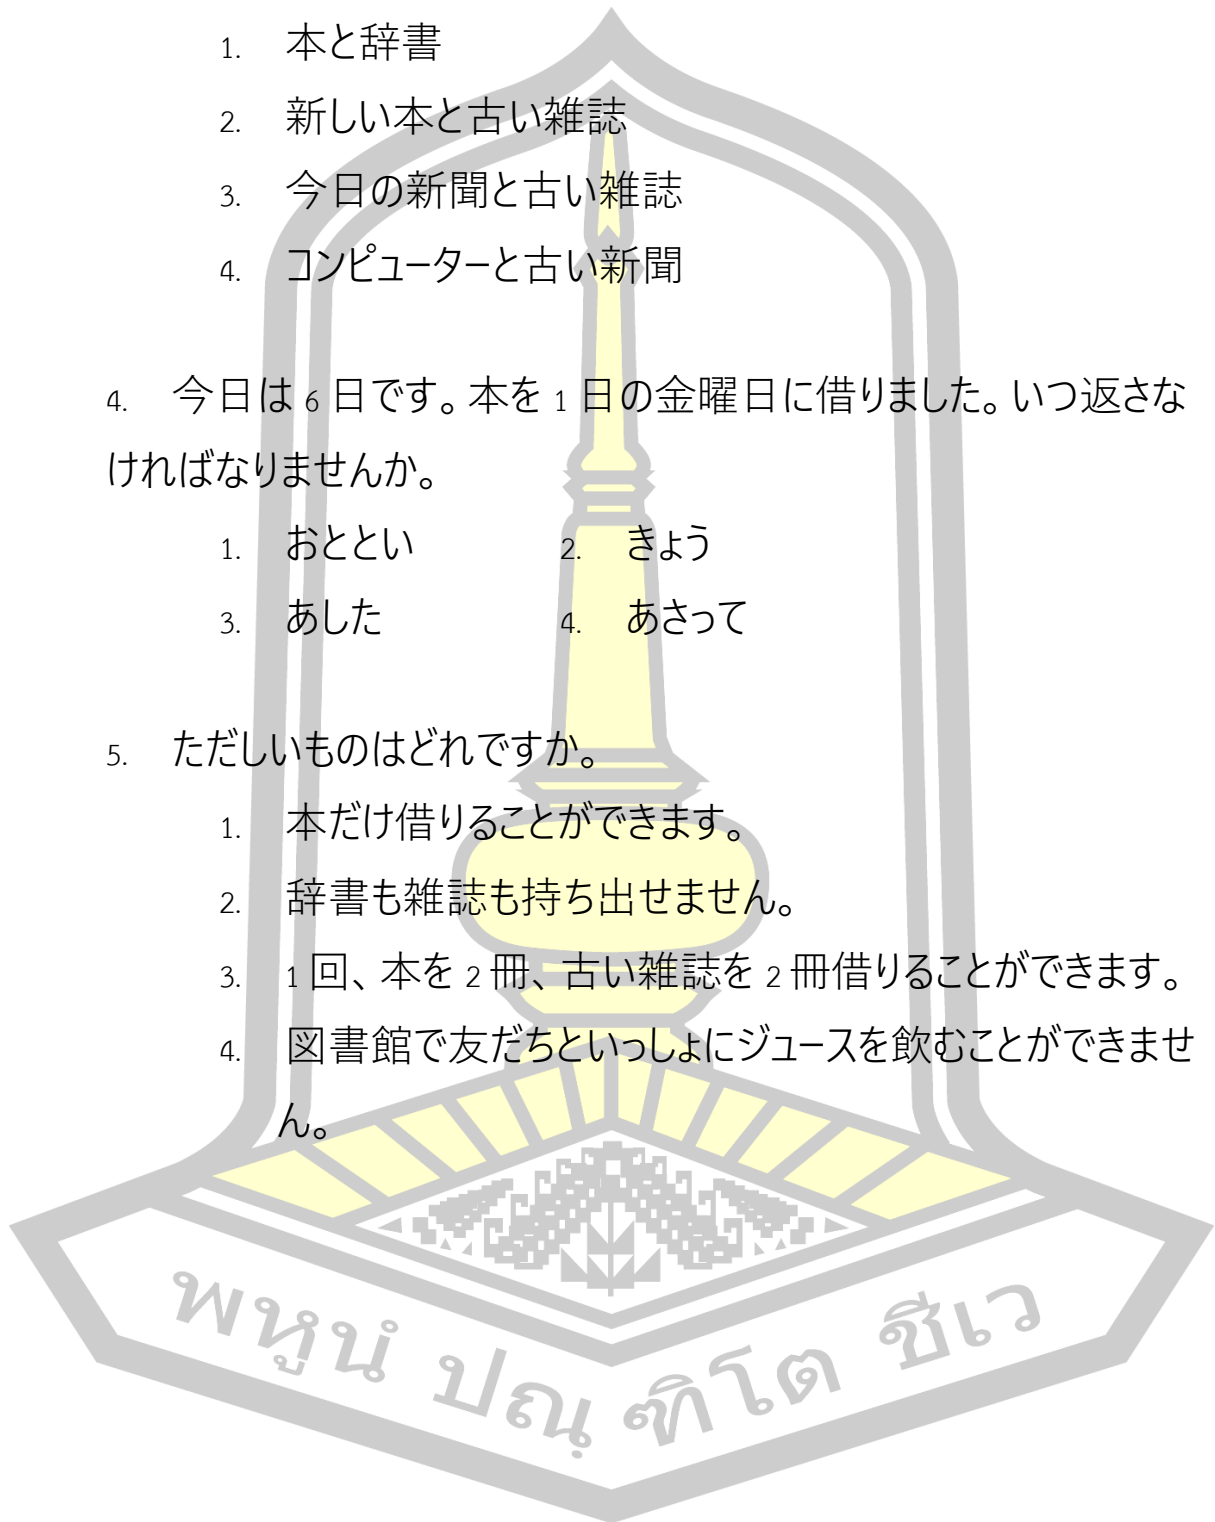 1. 本と辞書
2. 新しい本と古い雑誌
3. 今日の新聞と古い雑誌
4. コンピューターと古い新聞
4. 今日は 6 日です。本を 1 日の金曜日に借りました。いつ返さな
ければなりませんか。
1. おととい 2. きょう
3. あした 4. あさって
5. ただしいものはどれですか。
1. 本だけ借りることができます。
2. 辞書も雑誌も持ち出せません。
3. 1 回、本を 2 冊、古い雑誌を 2 冊借りることができます。
4. 図書館で友だちといっしょにジュースを飲むことができませ
ん。
พหูนํ ปณฺฑิโต ชีเว